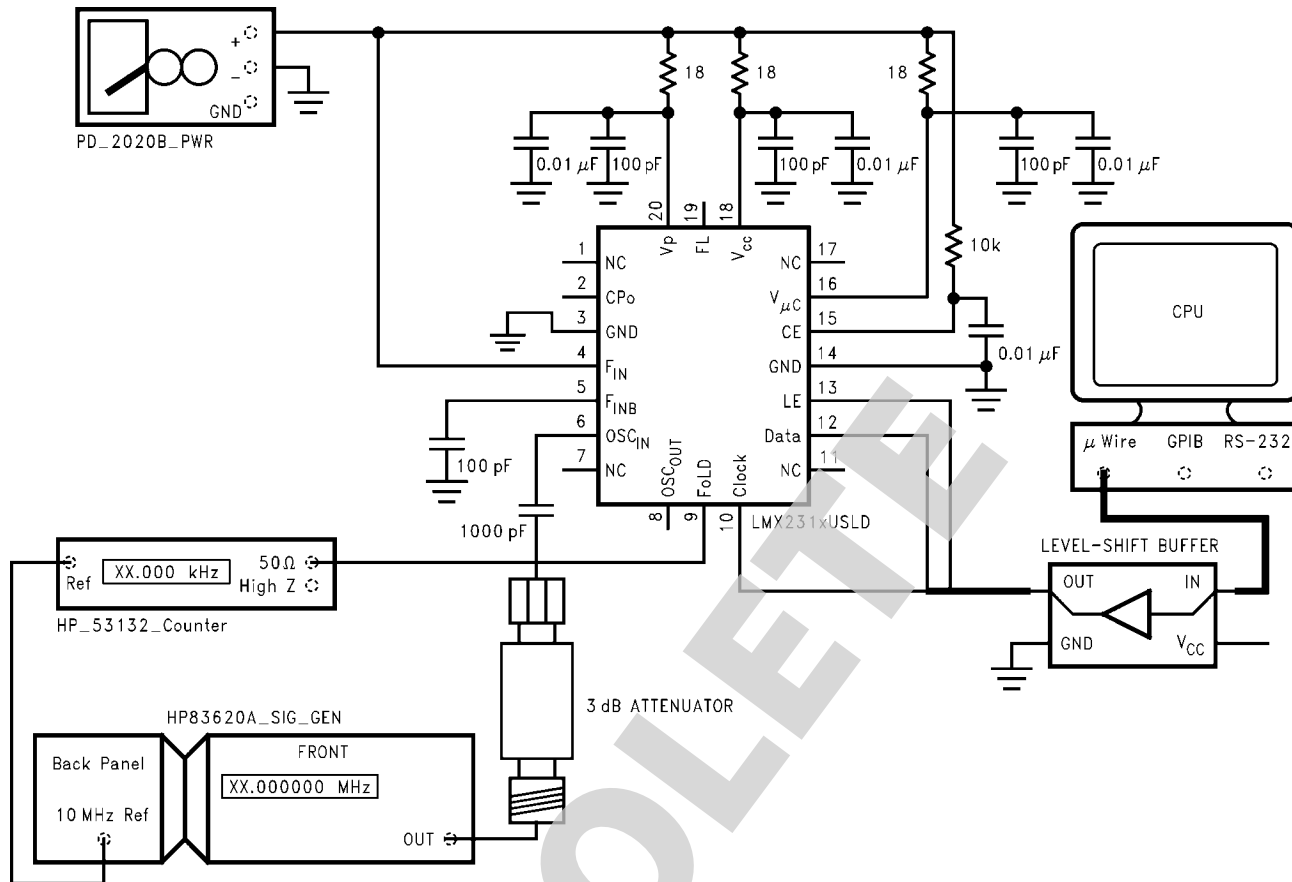 +
−
GND
PD_2020B_PWR
18
18
18
0.01 μF
100 pF
100 pF
0.01 μF
100 pF
0.01 μF
20
19
18
Vp
FL
Vcc
1
NC
2
CPo
3
GND
4
FIN
5
FINB
6
OSCIN
7
NC
NC
17
VμC
16
CE
15
GND
14
LE
13
Data
12
NC
11
OSCOUT
FoLD
Clock
8
9
10
LMX231xUSLD
10k
0.01 μF
100 pF
1000 pF
CPU
μ Wire
GPIB
RS-232
LEVEL-SHIFT BUFFER
OUT
IN
GND
VCC
Ref
XX.000 kHz
50Ω
High Z
HP_53132_Counter
3 dB ATTENUATOR
HP83620A_SIG_GEN
Back Panel
10 MHz Ref
FRONT
XX.000000 MHz
OUT
OLETE